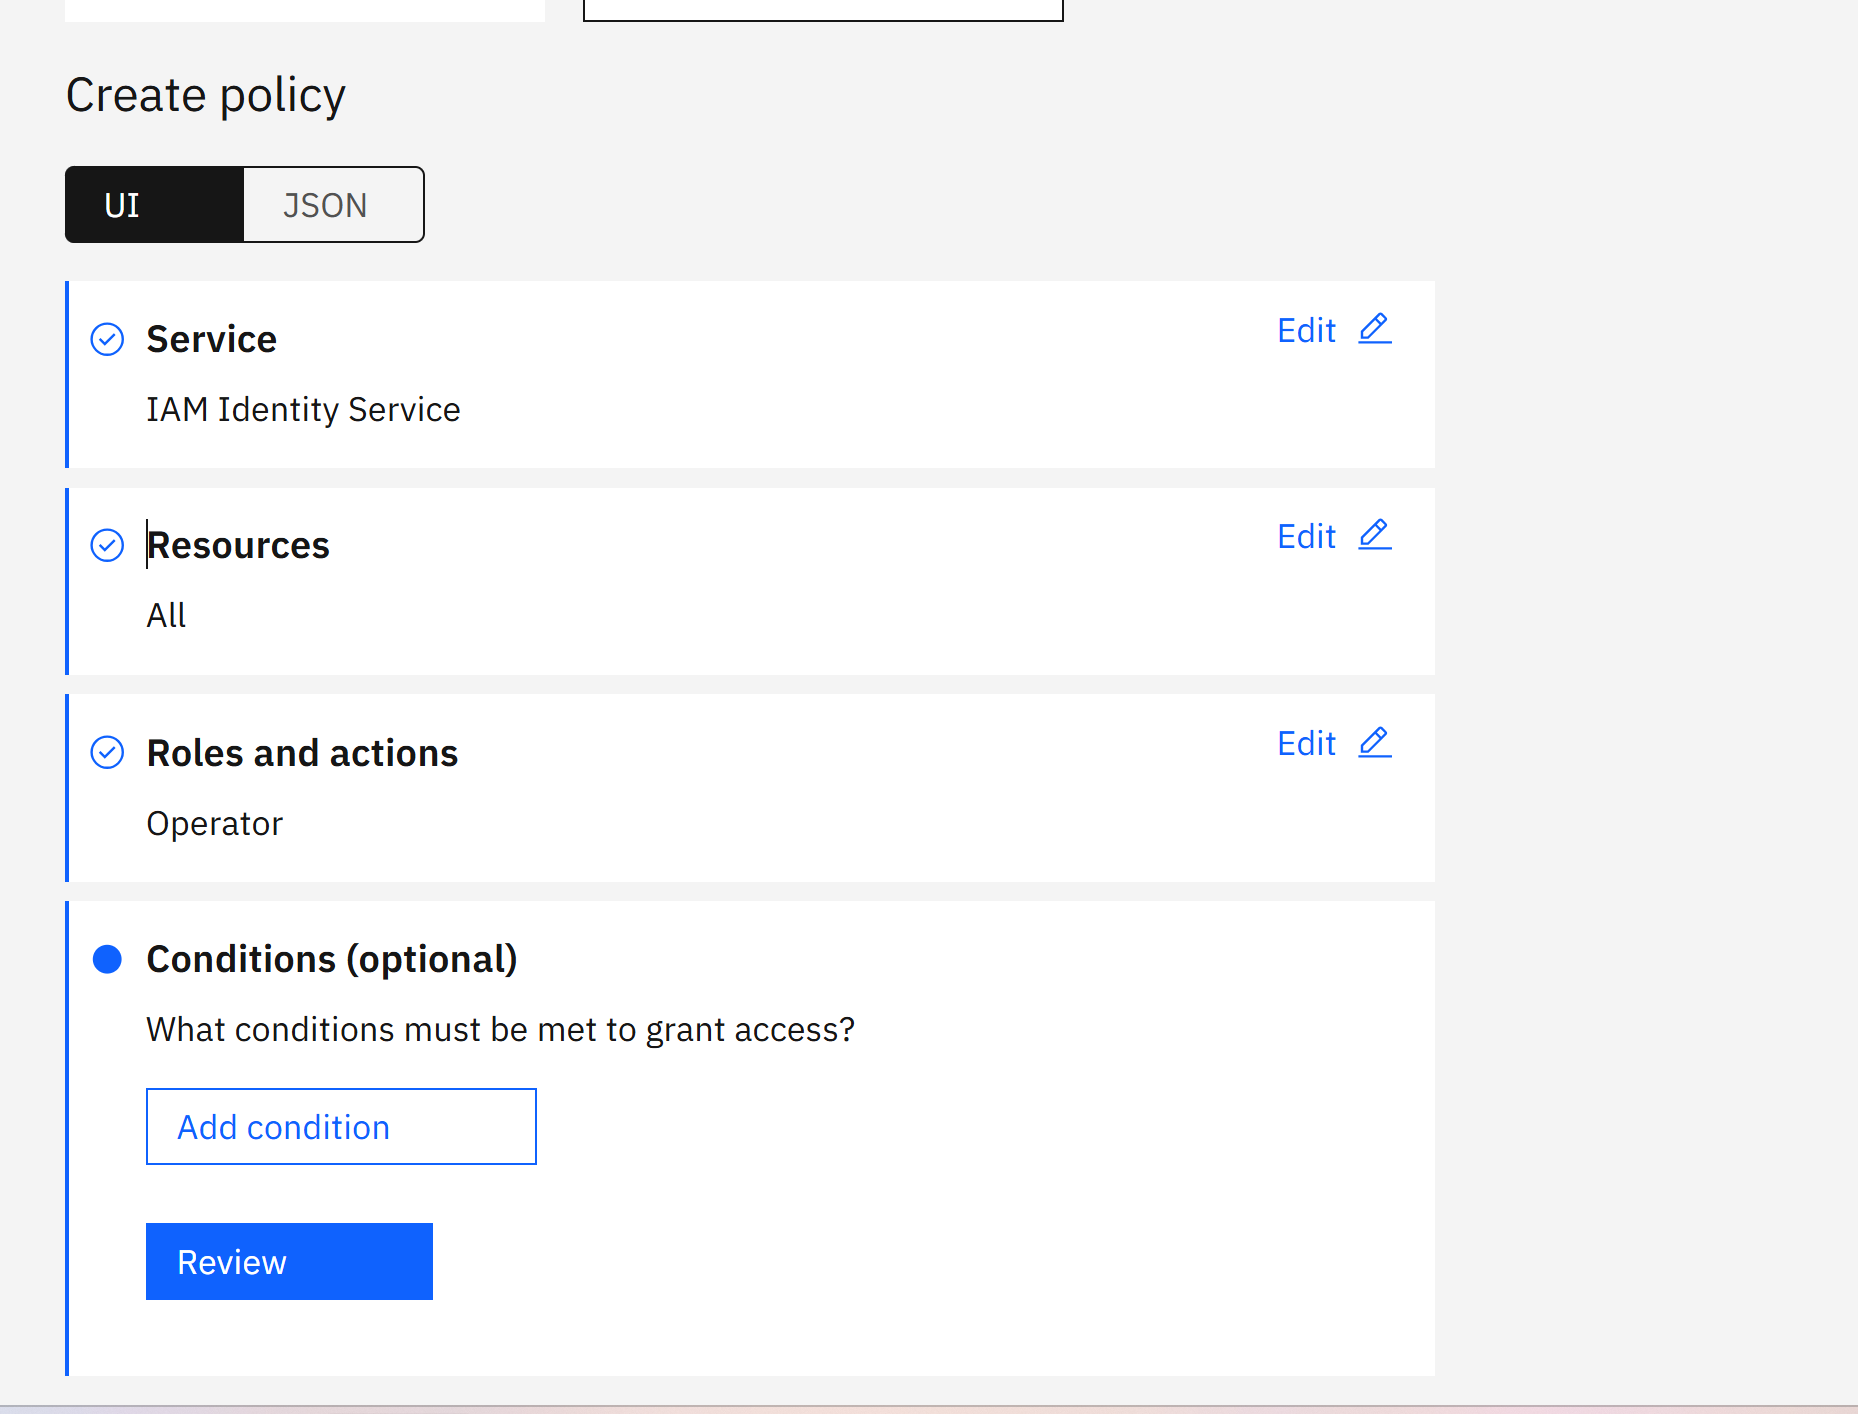 Create policy
UI
JSON
Service
Edit
IAM Identity Service
Resources
Edit
All
Roles and actions
Edit
Operator
Conditions (optional)
What conditions must be met to grant access?
Add condition
Review